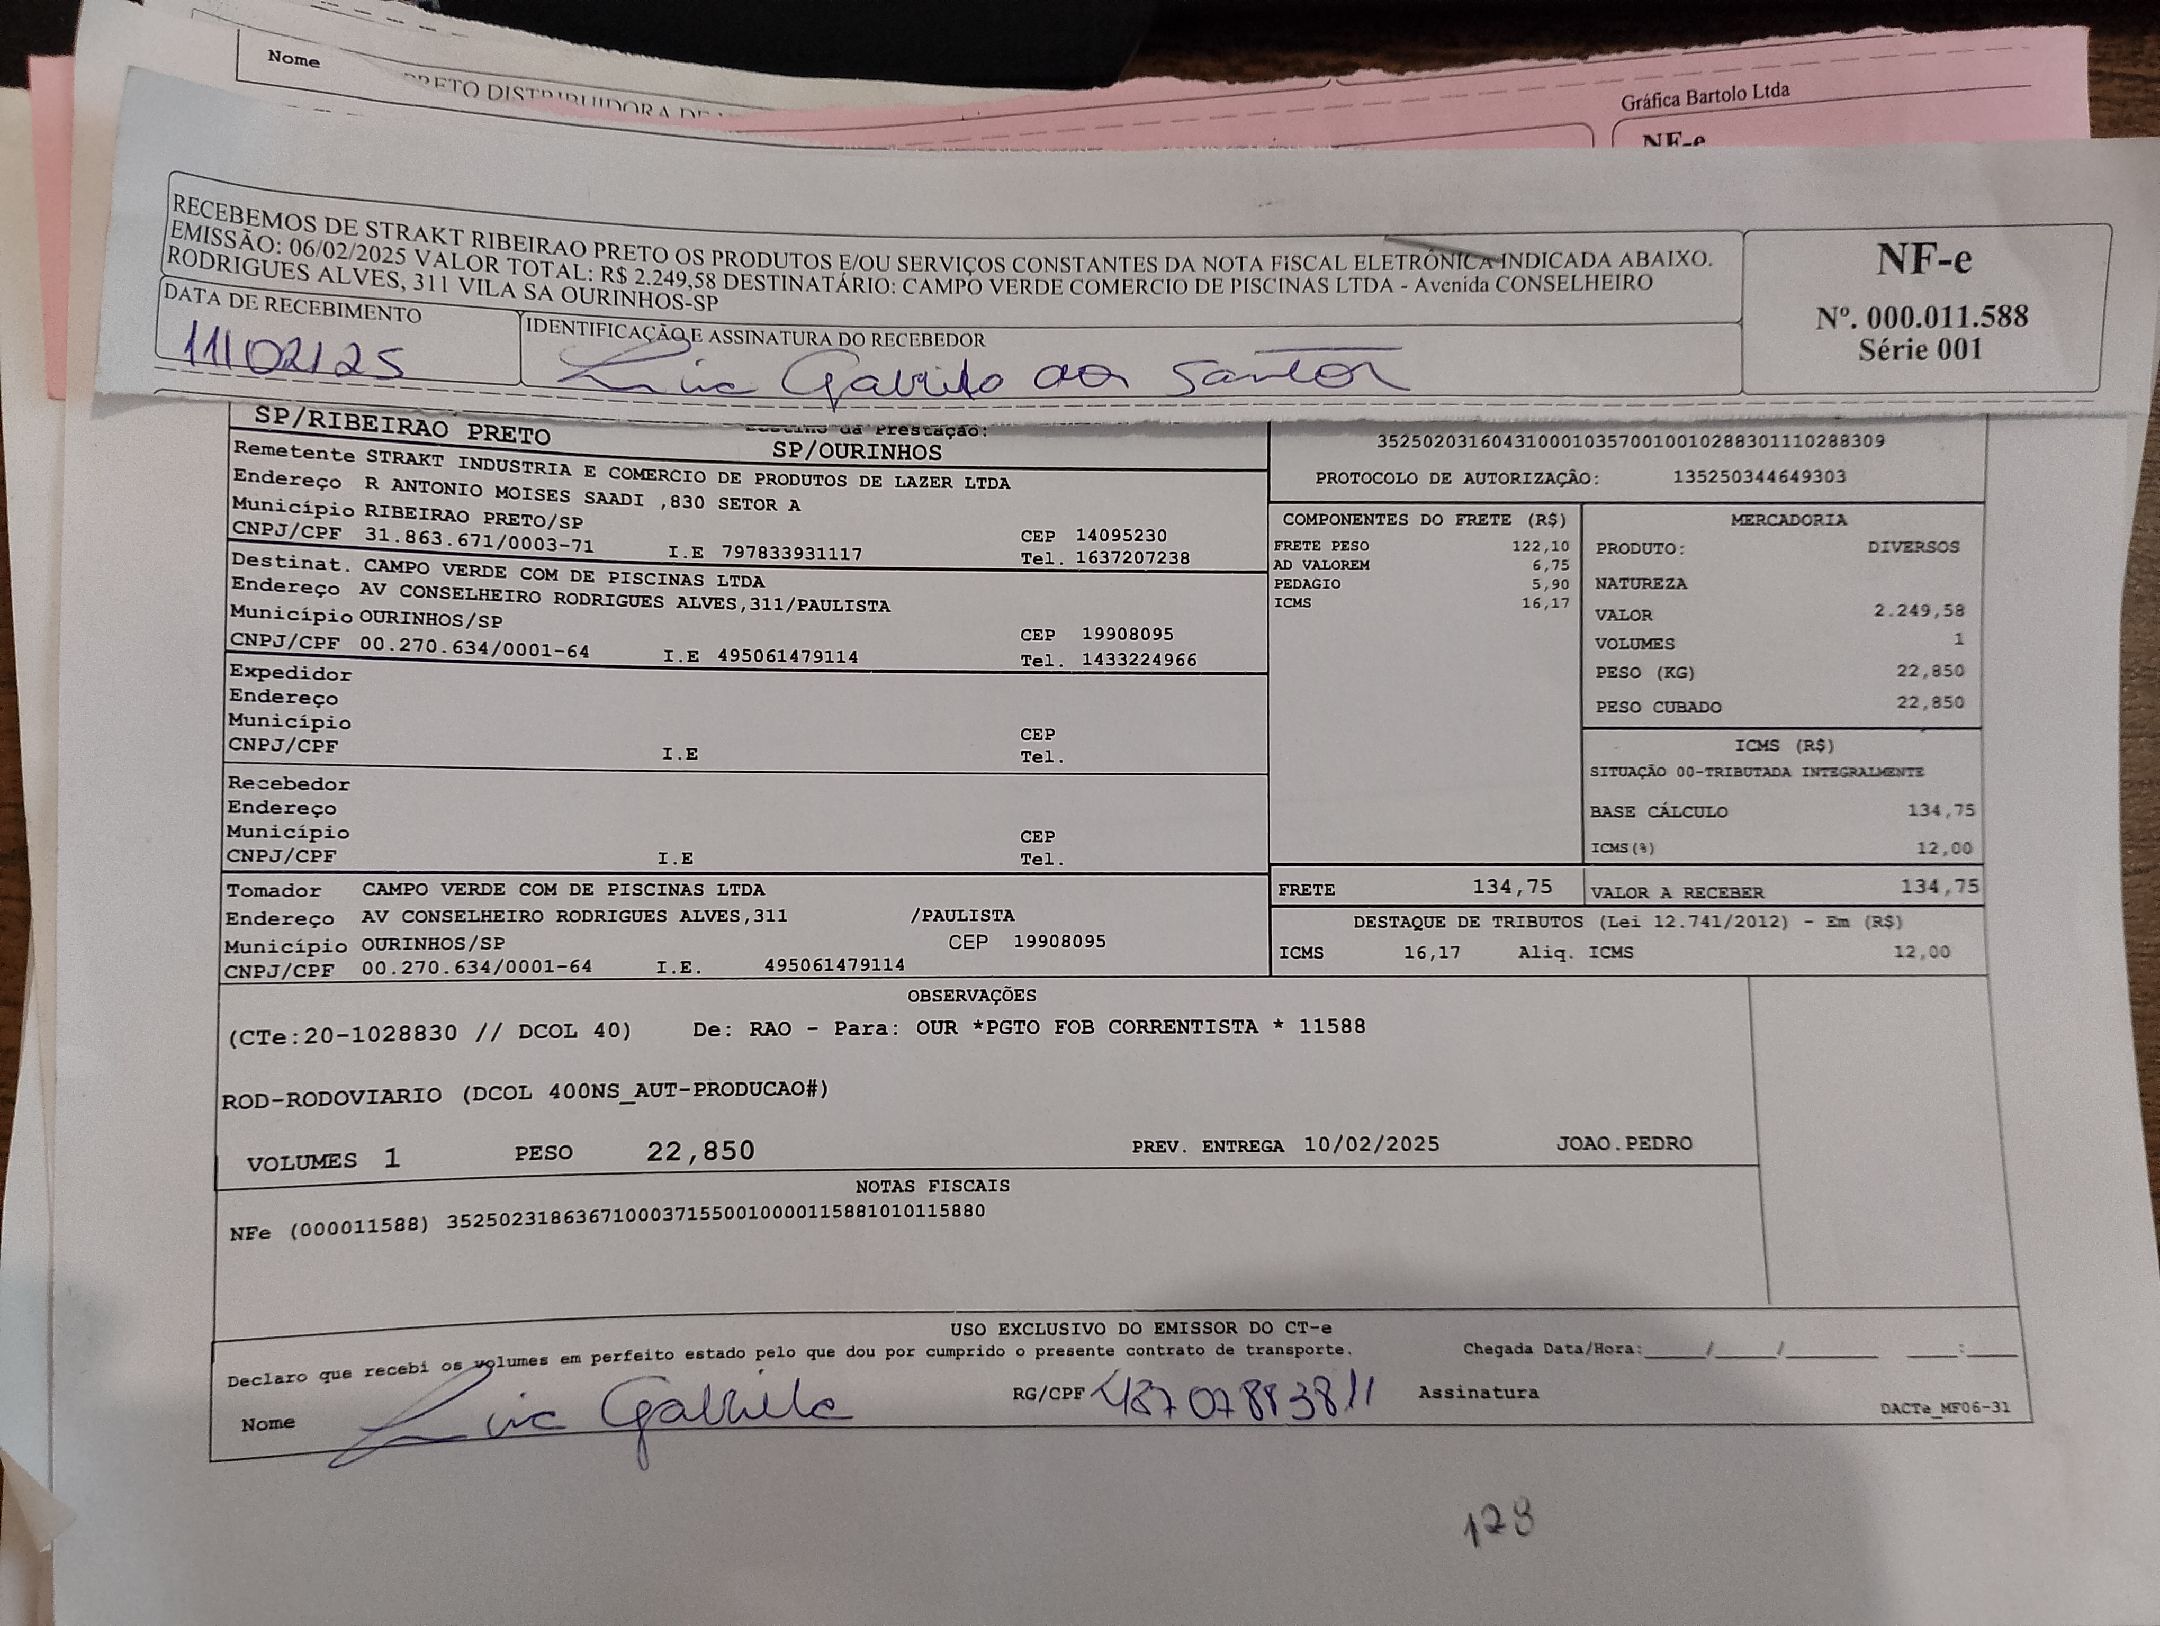 Nome
Gráfica Bartolo Ltda
NF-e
RECEBEMOS DE STRAKT RIBEIRAO PRETO OS PRODUTOS E/OU SERVIÇOS CONSTANTES DA NOTA FISCAL ELETRÔNICA INDICADA ABAIXO.
EMISSÃO: 06/02/2025 VALOR TOTAL: R$ 2.249,58 DESTINATÁRIO: CAMPO VERDE COMERCIO DE PISCINAS LTDA - Avenida CONSELHEIRO
RODRIGUES ALVES, 311 VILA SA OURINHOS-SP
DATA DE RECEBIMENTO
11/02/25
IDENTIFICAÇÃO E ASSINATURA DO RECEBEDOR
Gabriela dos Santos
NF-e
Nº. 000.011.588
Série 001
SP/RIBEIRAO PRETO
da Prestação:
SP/OURINHOS
Remetente STRAKT INDUSTRIA E COMERCIO DE PRODUTOS DE LAZER LTDA
Endereço R ANTONIO MOISES SAADI ,830 SETOR A
Município RIBEIRAO PRETO/SP CEP 14095230
CNPJ/CPF 31.863.671/0003-71 I.E 797833931117 Tel. 1637207238
Destinat. CAMPO VERDE COM DE PISCINAS LTDA
Endereço AV CONSELHEIRO RODRIGUES ALVES,311/PAULISTA
Município OURINHOS/SP CEP 19908095
CNPJ/CPF 00.270.634/0001-64 I.E 495061479114 Tel. 1433224966
Expedidor
Endereço
Município CEP
CNPJ/CPF I.E Tel.
Recebedor
Endereço
Município CEP
CNPJ/CPF I.E Tel.
Tomador CAMPO VERDE COM DE PISCINAS LTDA
Endereço AV CONSELHEIRO RODRIGUES ALVES,311 /PAULISTA
Município OURINHOS/SP CEP 19908095
CNPJ/CPF 00.270.634/0001-64 I.E. 495061479114
35250203160431000103570010010288301110288309
PROTOCOLO DE AUTORIZAÇÃO: 135250344649303
COMPONENTES DO FRETE (R$)
FRETE PESO 122,10
AD VALOREM 6,75
PEDAGIO 5,90
ICMS 16,17
MERCADORIA
PRODUTO: DIVERSOS
NATUREZA
VALOR 2.249,58
VOLUMES 1
PESO (KG) 22,850
PESO CUBADO 22,850
ICMS (R$)
SITUAÇÃO 00-TRIBUTADA INTEGRALMENTE
BASE CÁLCULO 134,75
ICMS(%) 12,00
FRETE 134,75 VALOR A RECEBER 134,75
DESTAQUE DE TRIBUTOS (Lei 12.741/2012) - Em (R$)
ICMS 16,17 Aliq. ICMS 12,00
OBSERVAÇÕES
(CTe:20-1028830 // DCOL 40) De: RAO - Para: OUR *PGTO FOB CORRENTISTA * 11588
ROD-RODOVIARIO (DCOL 400NS_AUT-PRODUCAO#)
VOLUMES 1 PESO 22,850 PREV. ENTREGA 10/02/2025 JOAO.PEDRO
NOTAS FISCAIS
NFe (000011588) 35250231863671000371550010000115881010115880
USO EXCLUSIVO DO EMISSOR DO CT-e
Declaro que recebi os volumes em perfeito estado pelo que dou por cumprido o presente contrato de transporte. Chegada Data/Hora:____/____/______ ___:___
Nome Gabriela RG/CPF 48707883811 Assinatura
DACTe_MF06-31
128